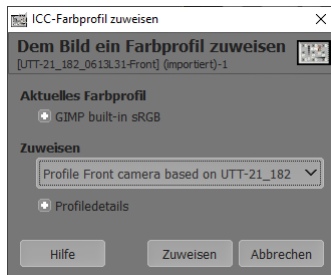 ICC-Farbprofil zuweisen
Dem Bild ein Farbprofil zuweisen
[UTT-21_182_0613L31-Front] (importiert)-1
Aktuelles Farbprofil
GIMP built-in sRGB
Zuweisen
Profile Front camera based on UTT-21_182
Profiledetails
Hilfe Zuweisen Abbrechen